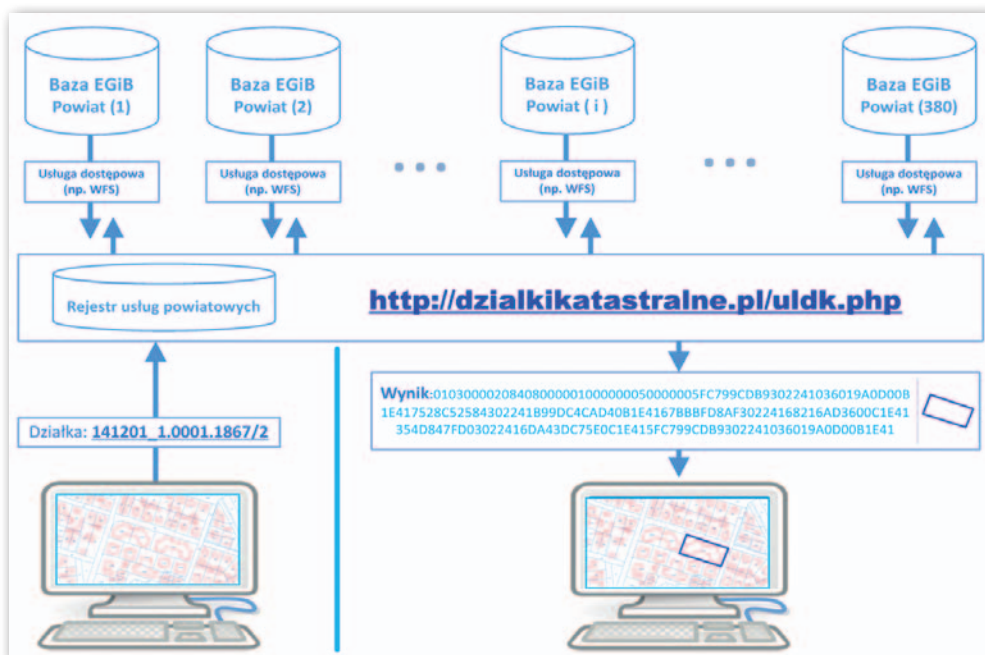 Baza EGiB
Powiat (1)
Baza EGiB
Powiat (2)
Baza EGiB
Powiat ( i )
Baza EGiB
Powiat (380)
Usługa dostępowa
(np. WFS)
Usługa dostępowa
(np. WFS)
Usługa dostępowa
(np. WFS)
Usługa dostępowa
(np. WFS)
Rejestr usług powiatowych
http://dzialkikatastralne.pl/uldk.php
Działka: 141201_1.0001.1867/2
Wynik:01030000208408000001000000050000005FC799CDB9302241036019A0D00B
1E417528C52584302241B99DC4CAD40B1E4167BBBFD8AF30224168216AD3600C1E41
354D847FD03022416DA43DC75E0C1E415FC799CDB9302241036019A0D00B1E41